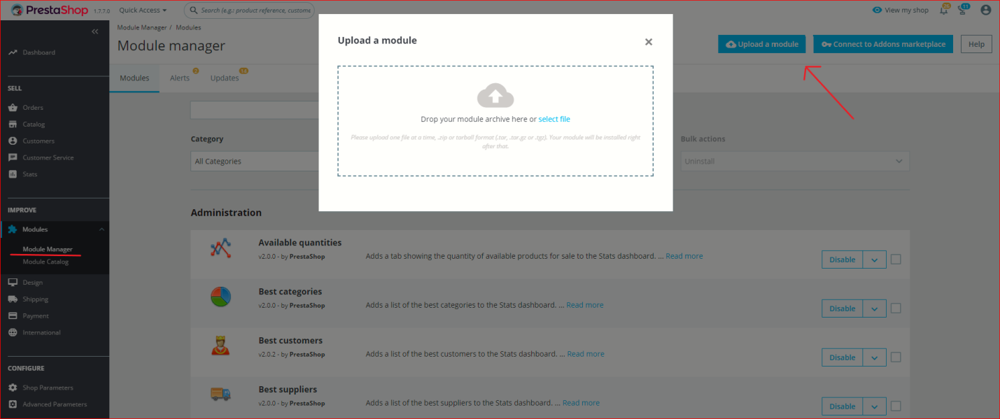 PrestaShop 1.7.7.0 Quick Access Search (e.g.: product reference, custome View my shop
Module Manager / Modules
Module manager
Upload a module Connect to Addons marketplace Help
Modules Alerts 2 Updates 14
Dashboard
SELL
Orders
Catalog
Customers
Customer Service
Stats
IMPROVE
Modules
Module Manager
Module Catalog
Design
Shipping
Payment
International
CONFIGURE
Shop Parameters
Advanced Parameters
Upload a module
Drop your module archive here or select file
Please upload one file at a time, .zip or tarball format (.tar, .tar.gz or .tgz). Your module will be installed right
after that.
Category
All Categories
Bulk actions
Uninstall
Administration
Available quantities
v2.0.0 - by PrestaShop
Adds a tab showing the quantity of available products for sale to the Stats dashboard. ... Read more
Disable
Best categories
v2.0.0 - by PrestaShop
Adds a list of the best categories to the Stats dashboard. ... Read more
Disable
Best customers
v2.0.2 - by PrestaShop
Adds a list of the best customers to the Stats dashboard. ... Read more
Disable
Best suppliers
v2.0.0 - by PrestaShop
Adds a list of the best suppliers to the Stats dashboard. ... Read more
Disable